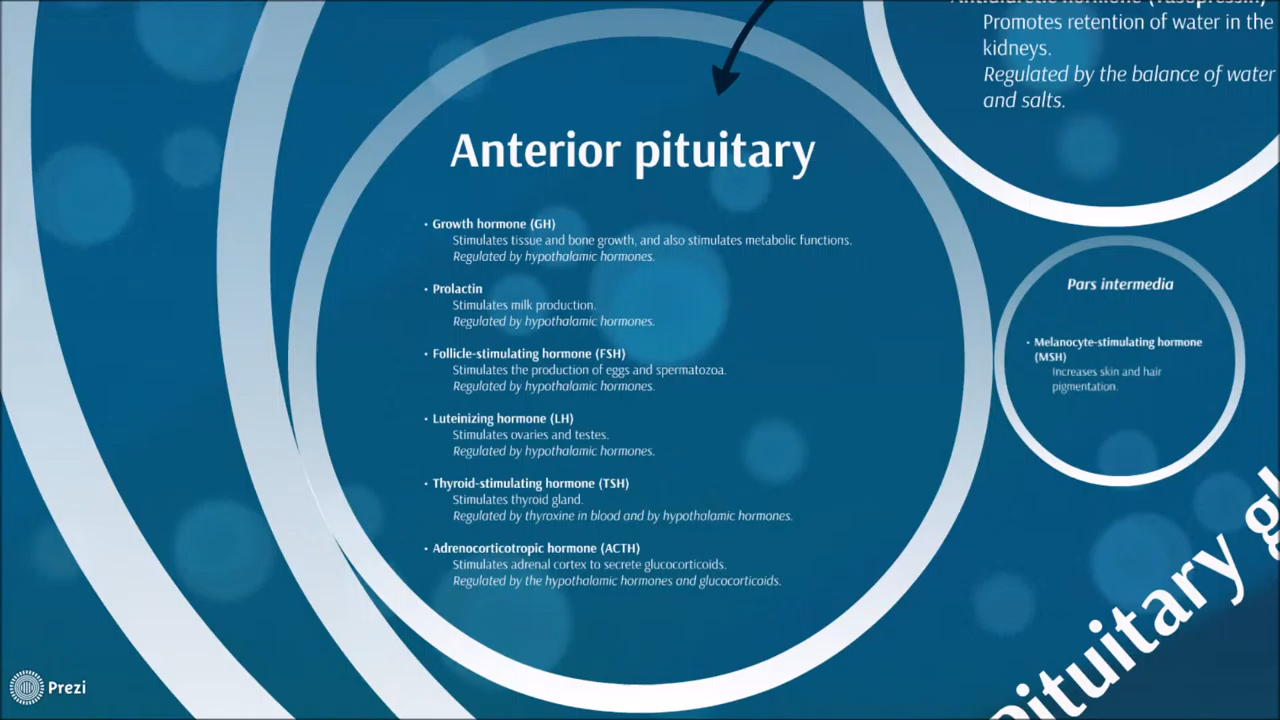 Antidiuretic hormone (vasopressin)
Promotes retention of water in the
kidneys.
Regulated by the balance of water
and salts.
Anterior pituitary
• Growth hormone (GH)
Stimulates tissue and bone growth, and also stimulates metabolic functions.
Regulated by hypothalamic hormones.
• Prolactin
Stimulates milk production.
Regulated by hypothalamic hormones.
• Follicle-stimulating hormone (FSH)
Stimulates the production of eggs and spermatozoa.
Regulated by hypothalamic hormones.
• Luteinizing hormone (LH)
Stimulates ovaries and testes.
Regulated by hypothalamic hormones.
• Thyroid-stimulating hormone (TSH)
Stimulates thyroid gland.
Regulated by thyroxine in blood and by hypothalamic hormones.
• Adrenocorticotropic hormone (ACTH)
Stimulates adrenal cortex to secrete glucocorticoids.
Regulated by the hypothalamic hormones and glucocorticoids.
Pars intermedia
• Melanocyte-stimulating hormone
(MSH)
Increases skin and hair
pigmentation.
pituitary gl
Prezi